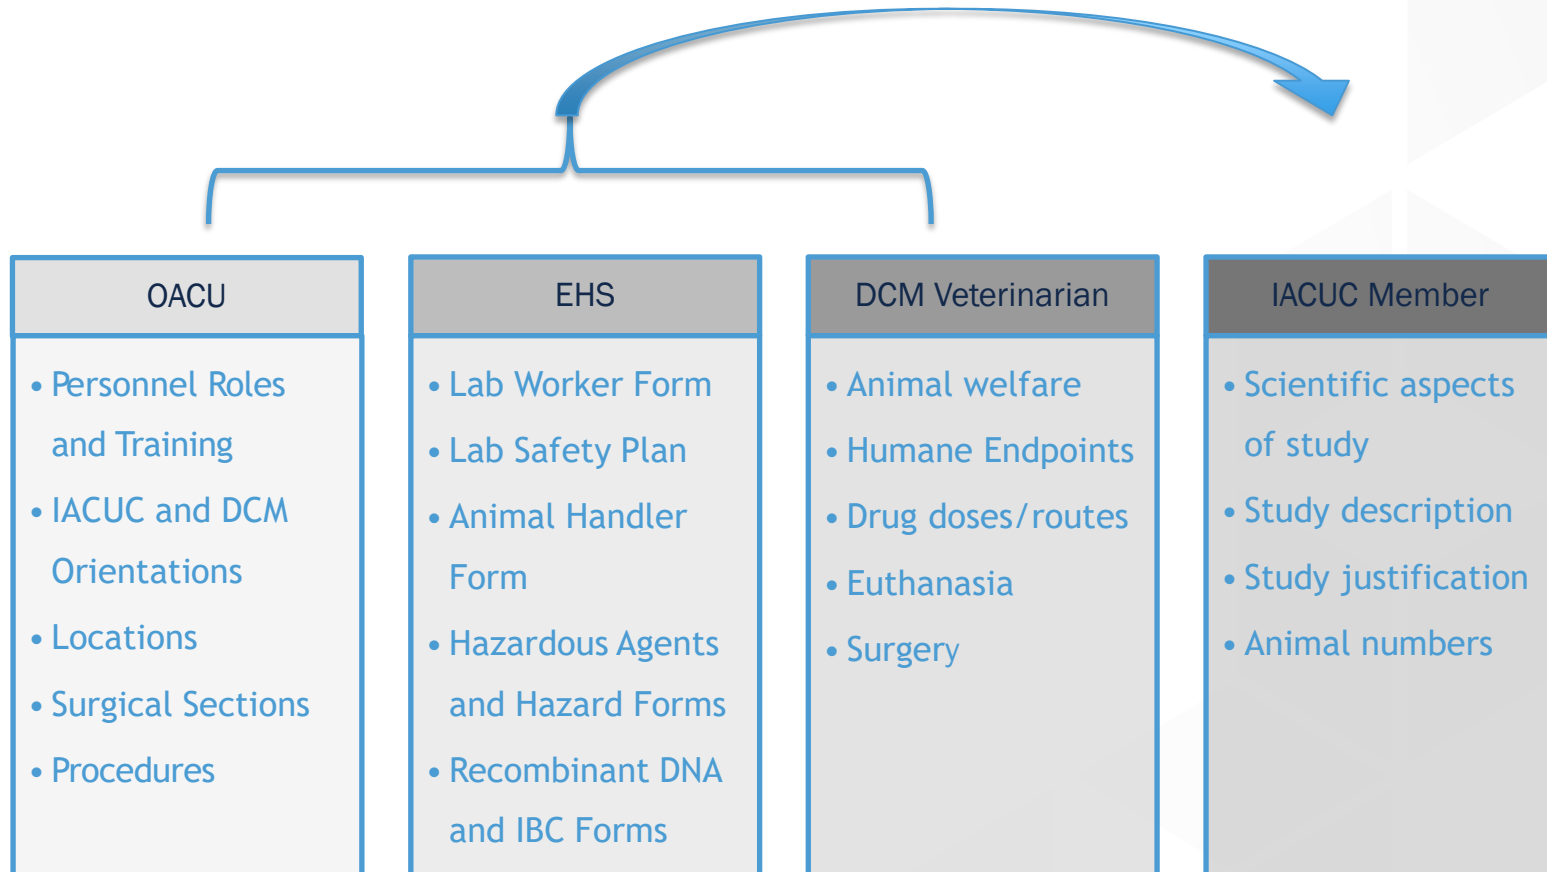 OACU
• Personnel Roles
and Training
• IACUC and DCM
Orientations
• Locations
• Surgical Sections
• Procedures
EHS
• Lab Worker Form
• Lab Safety Plan
• Animal Handler
Form
• Hazardous Agents
and Hazard Forms
• Recombinant DNA
and IBC Forms
DCM Veterinarian
• Animal welfare
• Humane Endpoints
• Drug doses/routes
• Euthanasia
• Surgery
IACUC Member
• Scientific aspects
of study
• Study description
• Study justification
• Animal numbers